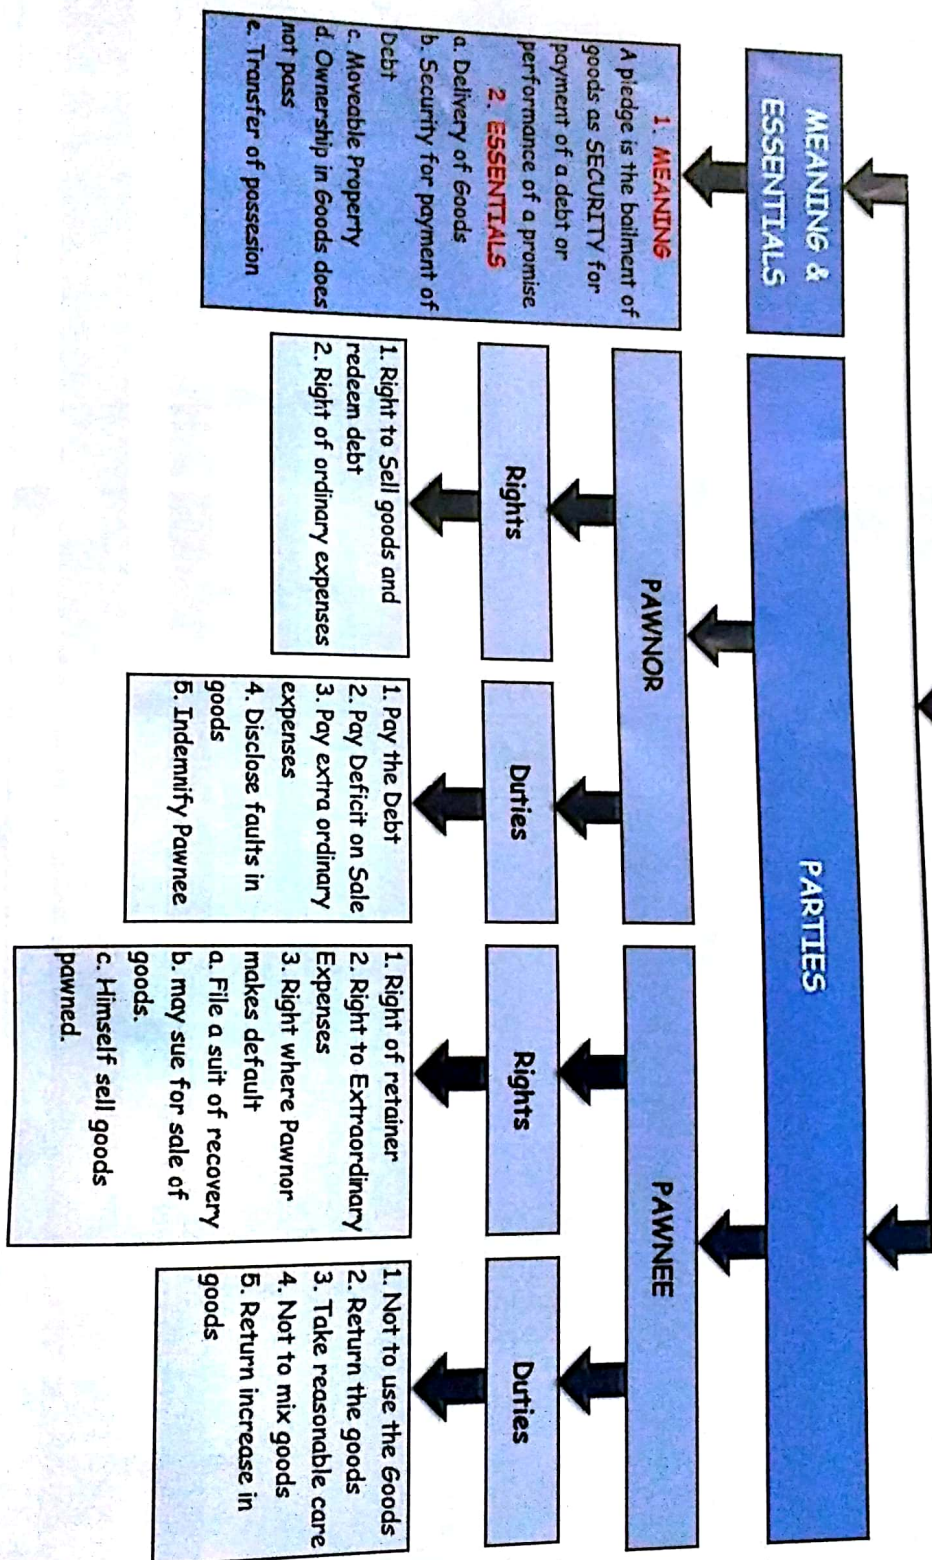 MEANING &
ESSENTIALS
PARTIES
1. MEANING
A pledge is the bailment of
goods as SECURITY for
payment of a debt or
performance of a promise
2. ESSENTIALS
a. Delivery of Goods
b. Security for payment of
Debt
c. Moveable Property
d. Ownership in Goods does
not pass
e. Transfer of possesion
PAWNOR
PAWNEE
Rights
Duties
Rights
Duties
1. Right to Sell goods and
redeem debt
2. Right of ordinary expenses
1. Pay the Debt
2. Pay Deficit on Sale
3. Pay extra ordinary
expenses
4. Disclose faults in
goods
5. Indemnify Pawnee
1. Right of retainer
2. Right to Extraordinary
Expenses
3. Right where Pawnor
makes default
a. File a suit of recovery
b. may sue for sale of
goods.
c. Himself sell goods
pawned.
1. Not to use the Goods
2. Return the goods
3. Take reasonable care
4. Not to mix goods
5. Return increase in
goods